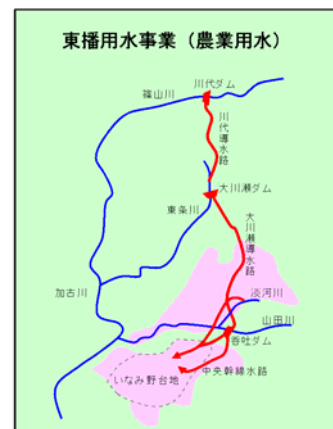 東播用水事業（農業用水）
川代ダム
篠山川
川代導水路
大川瀬ダム
東条川
大川瀬導水路
加古川
淡河川
山田川
呑吐ダム
中央幹線水路
いなみ野台地